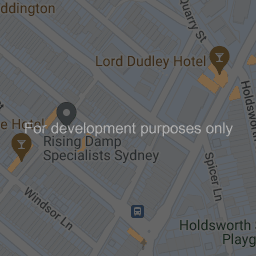 ddington
Quarry St
Lord Dudley Hotel
Holdsw
e Hotel
For development purposes only
Rising Damp
Specialists Sydney
Spicer Ln
Windsor Ln
Holdsworth
Playg